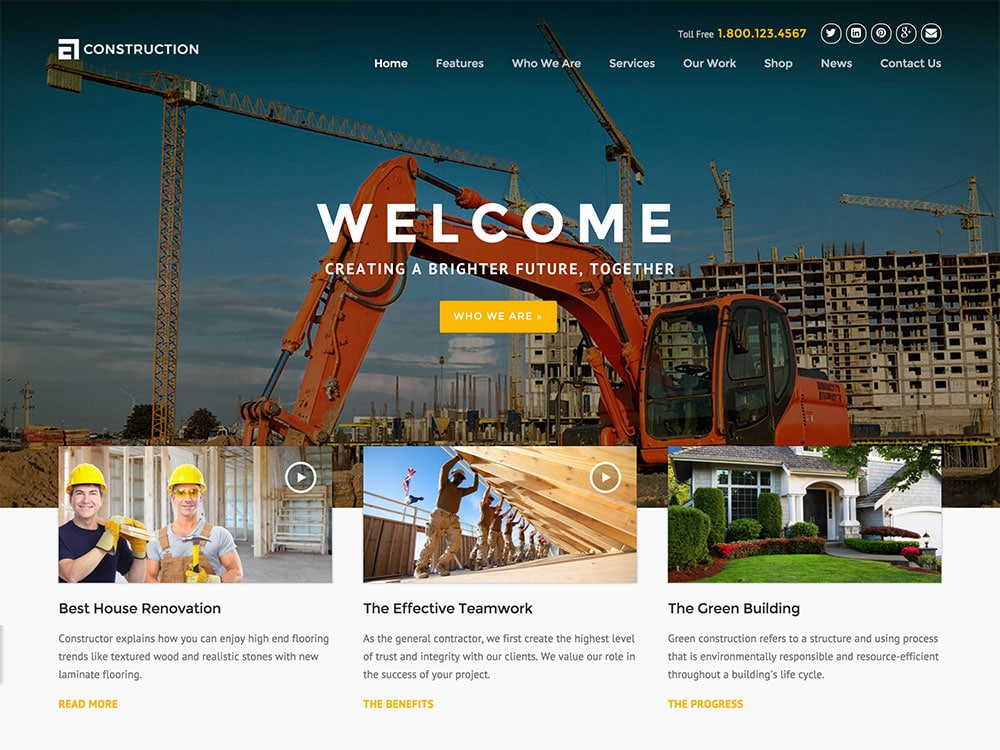 Toll Free 1.800.123.4567
CONSTRUCTION
Home Features Who We Are Services Our Work Shop News Contact Us
WELCOME
CREATING A BRIGHTER FUTURE, TOGETHER
WHO WE ARE »
Best House Renovation
Constructor explains how you can enjoy high end flooring
trends like textured wood and realistic stones with new
laminate flooring.
READ MORE
The Effective Teamwork
As the general contractor, we first create the highest level
of trust and integrity with our clients. We value our role in
the success of your project.
THE BENEFITS
The Green Building
Green construction refers to a structure and using process
that is environmentally responsible and resource-efficient
throughout a building's life cycle.
THE PROGRESS